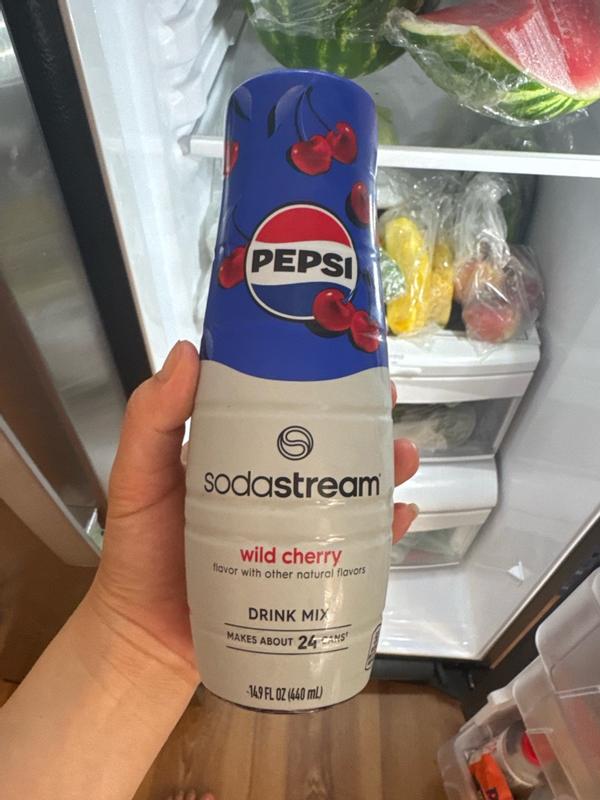 PEPSI
sodastream
wild cherry
flavor with other natural flavors
DRINK MIX
MAKES ABOUT 24 CANS†
14.9 FL OZ (440 mL)